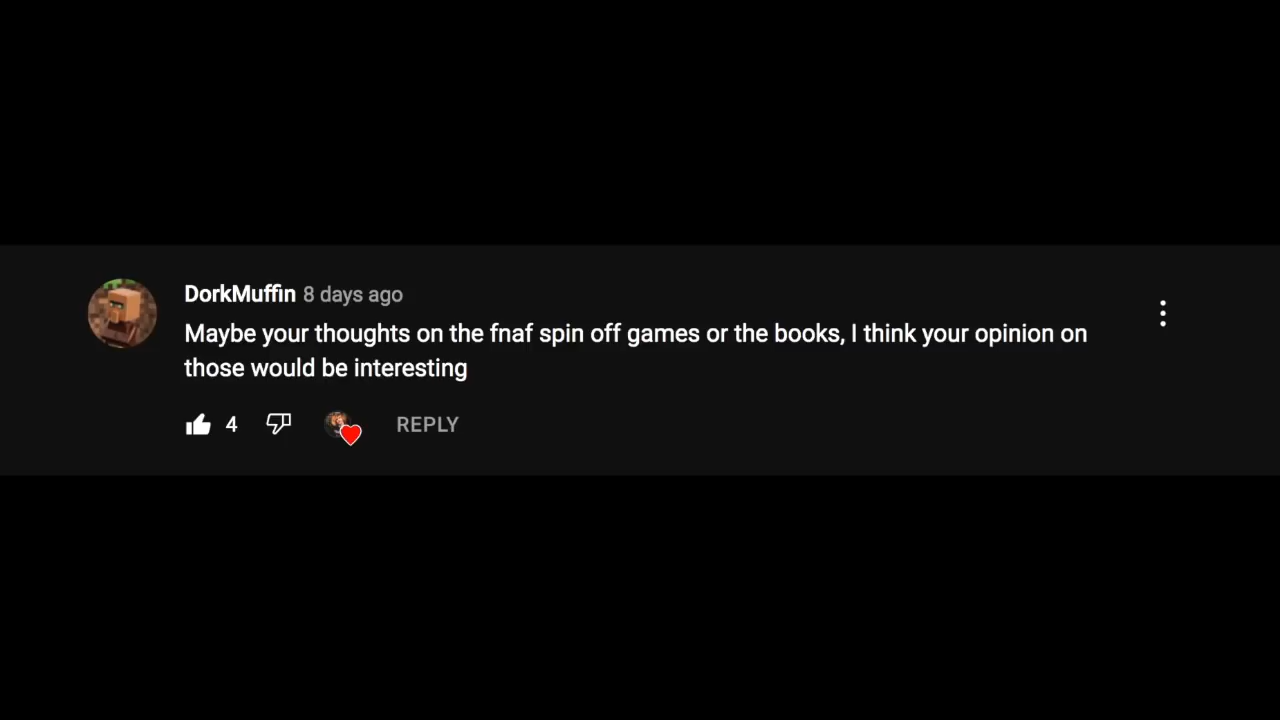 DorkMuffin 8 days ago
Maybe your thoughts on the fnaf spin off games or the books, I think your opinion on
those would be interesting
4 REPLY